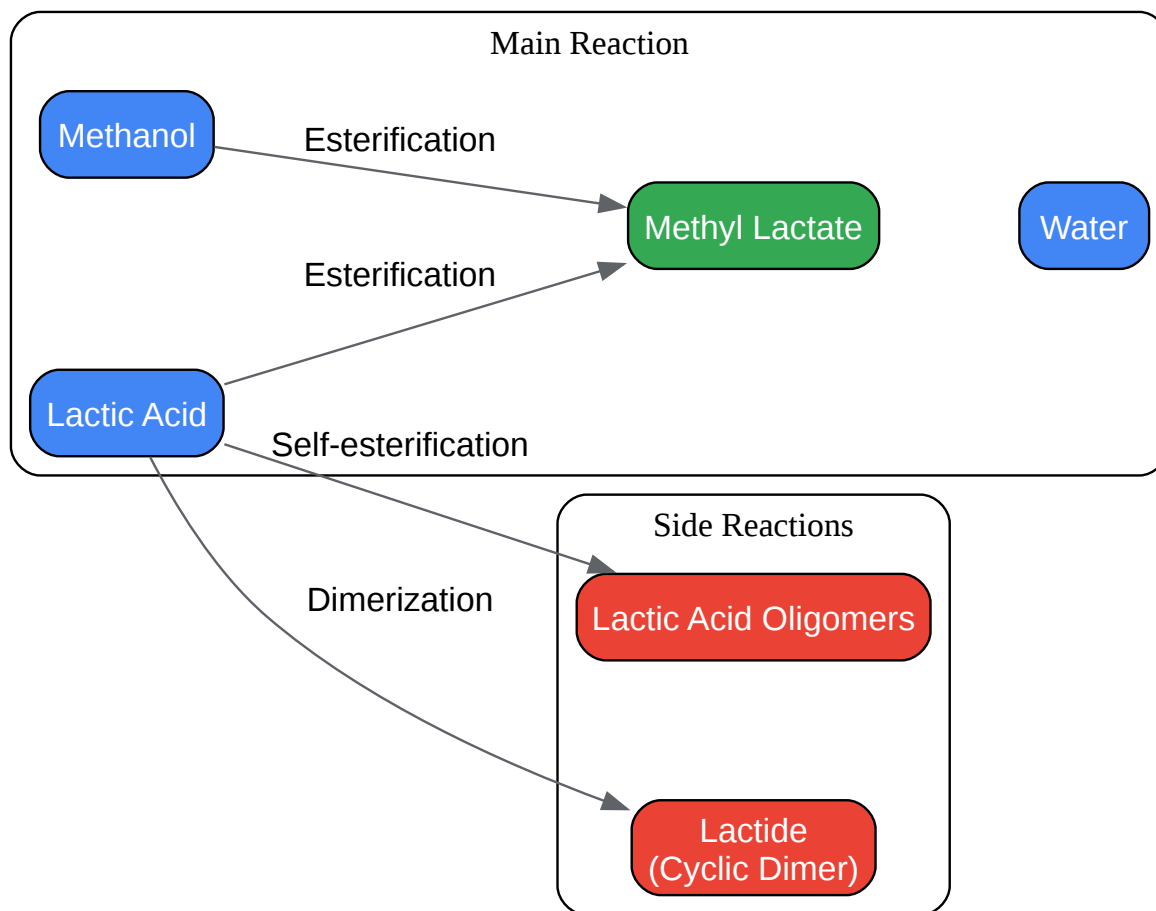 Main Reaction
Methanol
Esterification
Methyl Lactate
Water
Esterification
Lactic Acid
Self-esterification
Side Reactions
Dimerization
Lactic Acid Oligomers
Lactide
(Cyclic Dimer)